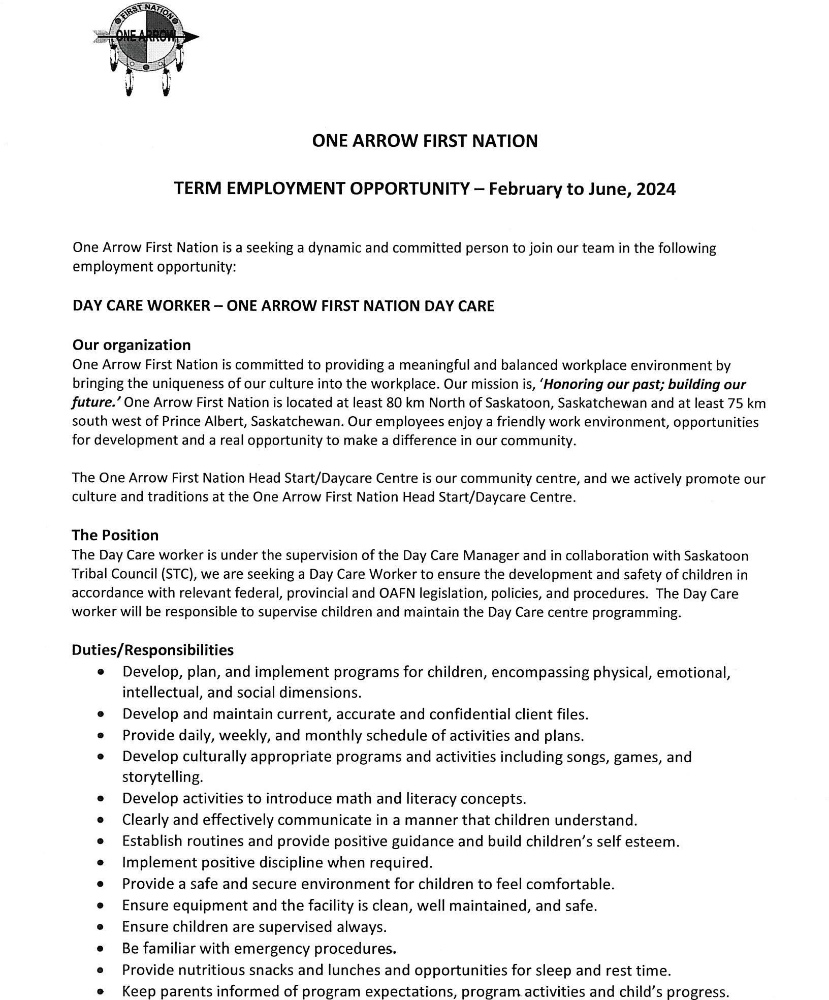 FIRST NATION
ONE ARROW
ONE ARROW FIRST NATION
TERM EMPLOYMENT OPPORTUNITY – February to June, 2024
One Arrow First Nation is a seeking a dynamic and committed person to join our team in the following
employment opportunity:
DAY CARE WORKER – ONE ARROW FIRST NATION DAY CARE
Our organization
One Arrow First Nation is committed to providing a meaningful and balanced workplace environment by
bringing the uniqueness of our culture into the workplace. Our mission is, ‘Honoring our past; building our
future.’ One Arrow First Nation is located at least 80 km North of Saskatoon, Saskatchewan and at least 75 km
south west of Prince Albert, Saskatchewan. Our employees enjoy a friendly work environment, opportunities
for development and a real opportunity to make a difference in our community.
The One Arrow First Nation Head Start/Daycare Centre is our community centre, and we actively promote our
culture and traditions at the One Arrow First Nation Head Start/Daycare Centre.
The Position
The Day Care worker is under the supervision of the Day Care Manager and in collaboration with Saskatoon
Tribal Council (STC), we are seeking a Day Care Worker to ensure the development and safety of children in
accordance with relevant federal, provincial and OAFN legislation, policies, and procedures. The Day Care
worker will be responsible to supervise children and maintain the Day Care centre programming.
Duties/Responsibilities
• Develop, plan, and implement programs for children, encompassing physical, emotional,
intellectual, and social dimensions.
• Develop and maintain current, accurate and confidential client files.
• Provide daily, weekly, and monthly schedule of activities and plans.
• Develop culturally appropriate programs and activities including songs, games, and
storytelling.
• Develop activities to introduce math and literacy concepts.
• Clearly and effectively communicate in a manner that children understand.
• Establish routines and provide positive guidance and build children’s self esteem.
• Implement positive discipline when required.
• Provide a safe and secure environment for children to feel comfortable.
• Ensure equipment and the facility is clean, well maintained, and safe.
• Ensure children are supervised always.
• Be familiar with emergency procedures.
• Provide nutritious snacks and lunches and opportunities for sleep and rest time.
• Keep parents informed of program expectations, program activities and child’s progress.